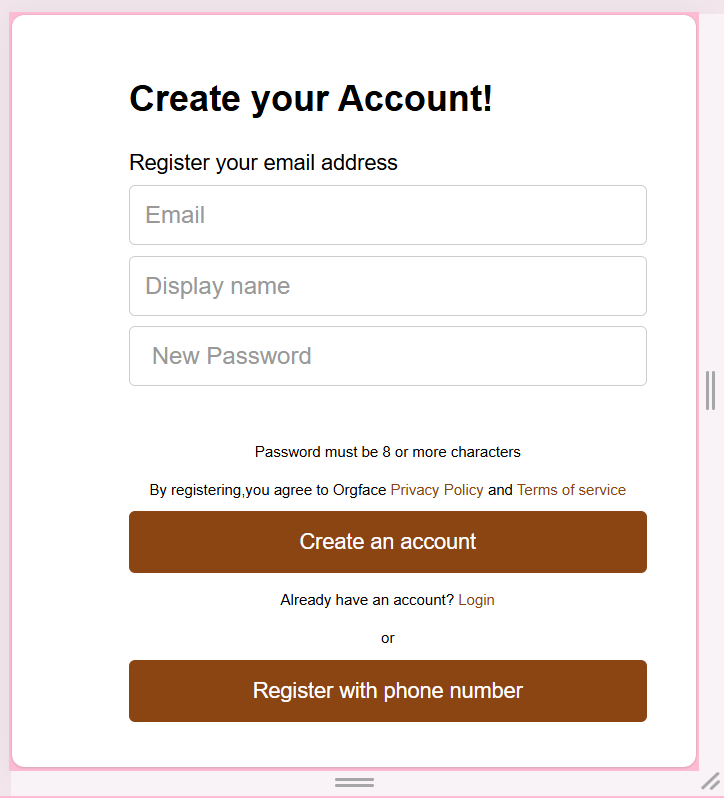 Create your Account!
Register your email address
Email
Display name
New Password
Password must be 8 or more characters
By registering,you agree to Orgface Privacy Policy and Terms of service
Create an account
Already have an account? Login
or
Register with phone number